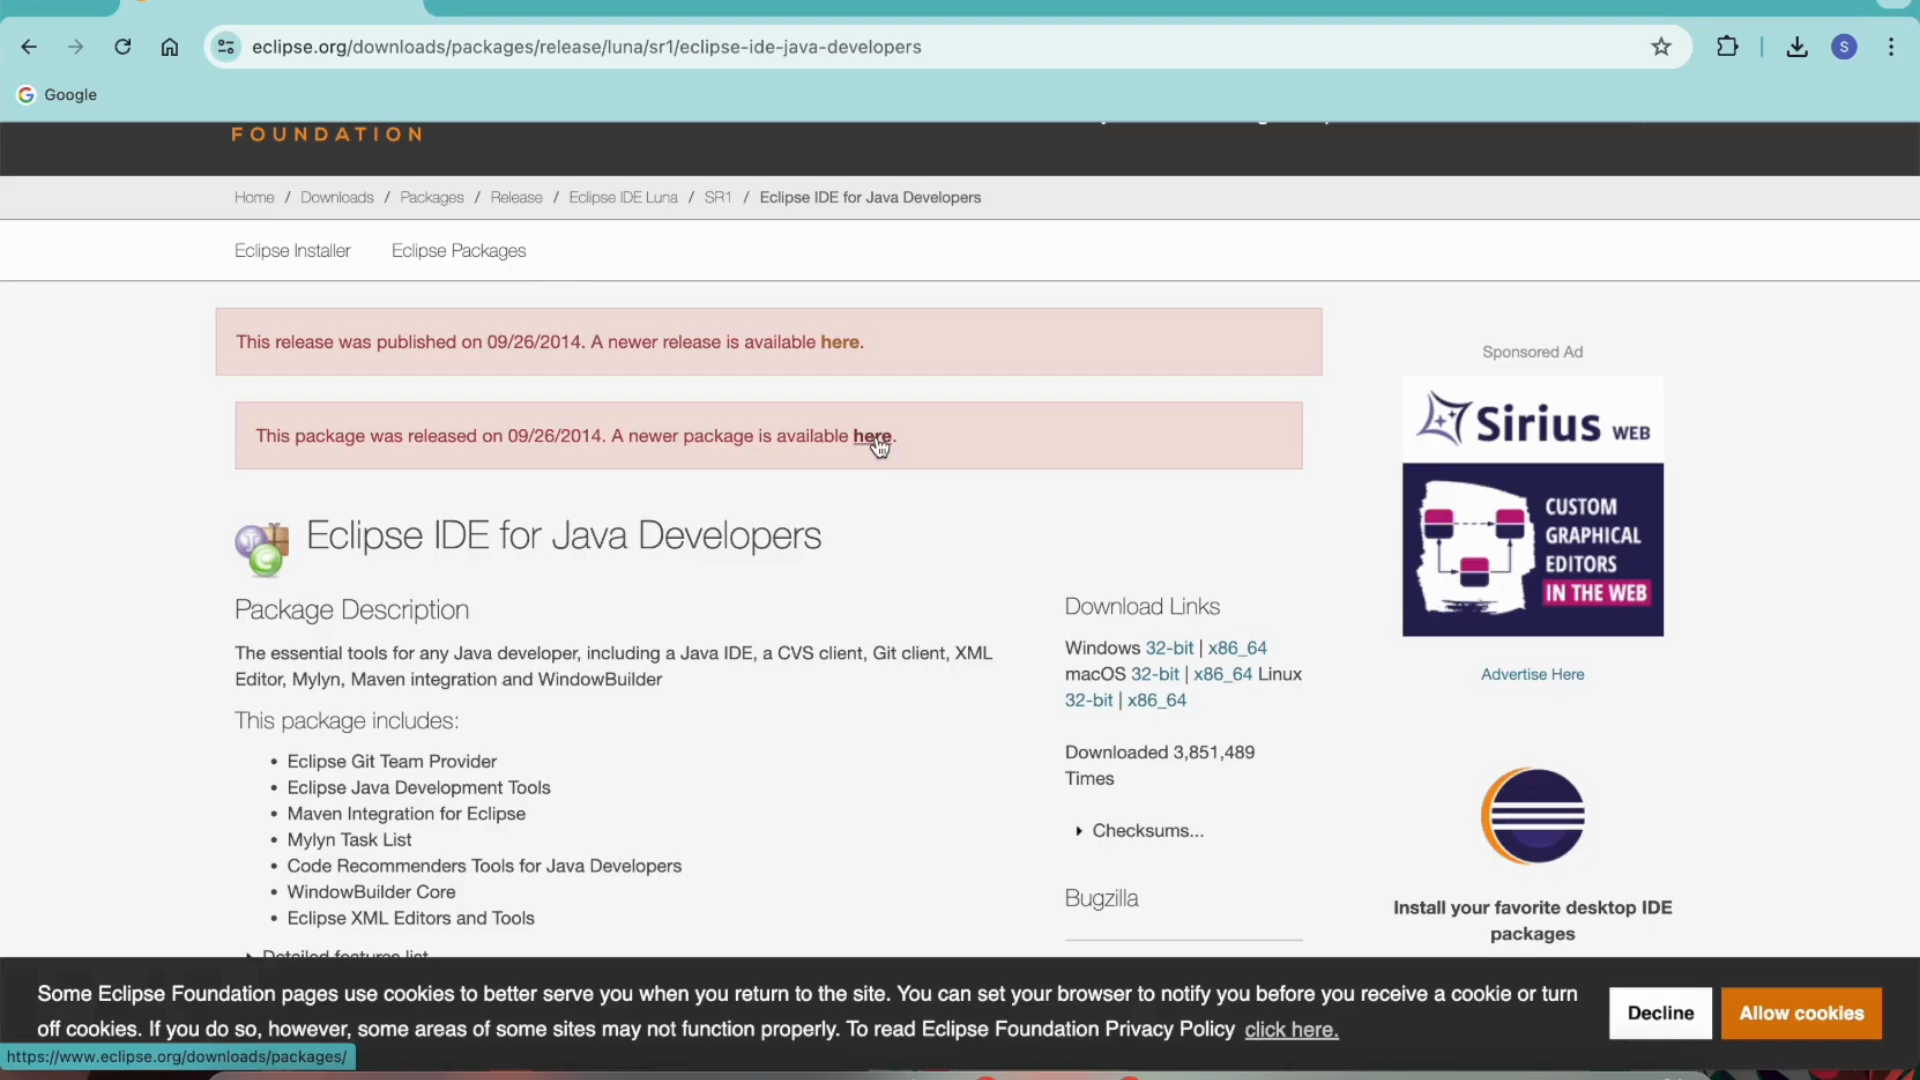 eclipse.org/downloads/packages/release/luna/sr1/eclipse-ide-java-developers
S
Google
FOUNDATION
Home / Downloads / Packages / Release / Eclipse IDE Luna / SR1 / Eclipse IDE for Java Developers
Eclipse Installer Eclipse Packages
This release was published on 09/26/2014. A newer release is available here.
This package was released on 09/26/2014. A newer package is available here.
Eclipse IDE for Java Developers
Package Description
The essential tools for any Java developer, including a Java IDE, a CVS client, Git client, XML
Editor, Mylyn, Maven integration and WindowBuilder
This package includes:
• Eclipse Git Team Provider
• Eclipse Java Development Tools
• Maven Integration for Eclipse
• Mylyn Task List
• Code Recommenders Tools for Java Developers
• WindowBuilder Core
• Eclipse XML Editors and Tools
Detailed features list
Download Links
Windows 32-bit | x86_64
macOS 32-bit | x86_64 Linux
32-bit | x86_64
Downloaded 3,851,489
Times
Checksums...
Bugzilla
Sponsored Ad
Sirius WEB
CUSTOM
GRAPHICAL
EDITORS
IN THE WEB
Advertise Here
Install your favorite desktop IDE
packages
Some Eclipse Foundation pages use cookies to better serve you when you return to the site. You can set your browser to notify you before you receive a cookie or turn
off cookies. If you do so, however, some areas of some sites may not function properly. To read Eclipse Foundation Privacy Policy click here.
Decline Allow cookies
https://www.eclipse.org/downloads/packages/